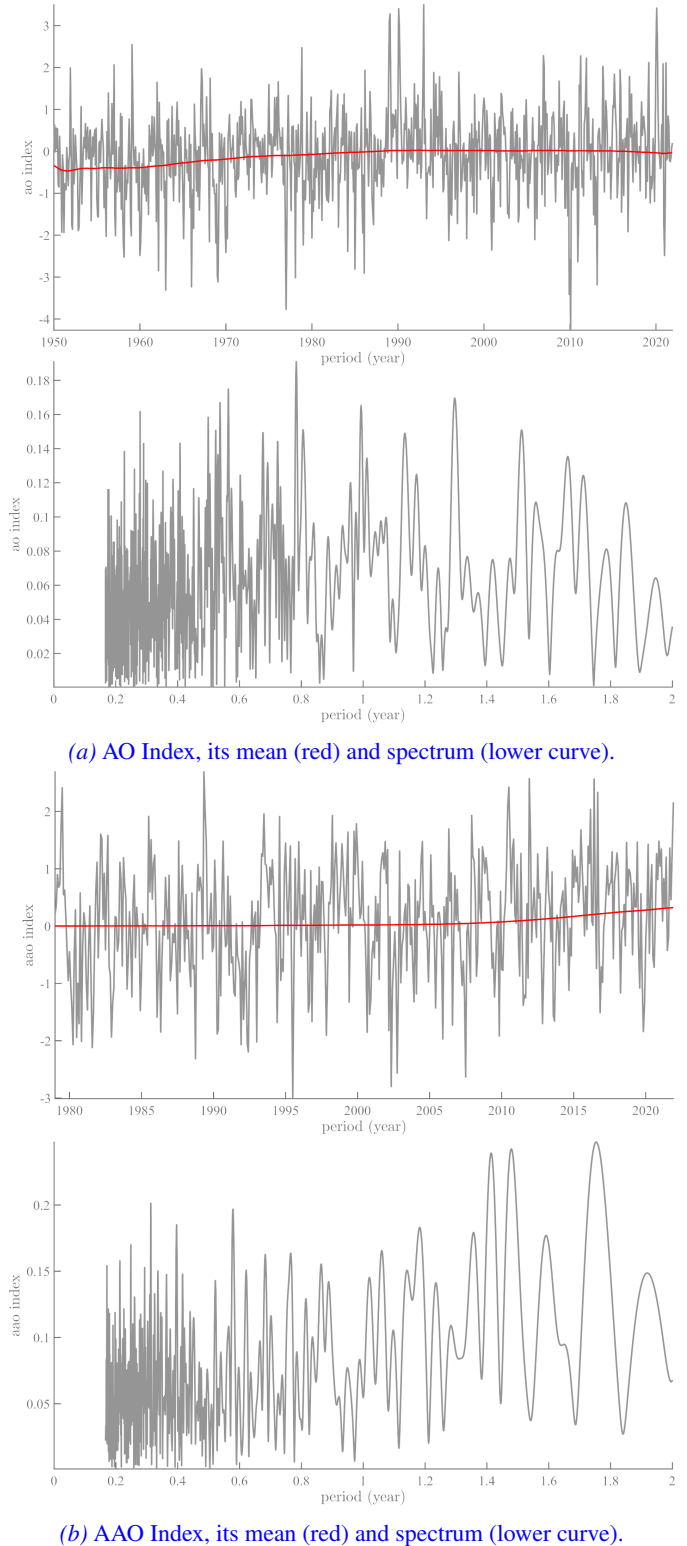 3
2
1
0
-1
-2
-3
-4
ao index
1950 1960 1970 1980 1990 2000 2010 2020
period (year)
0.18
0.16
0.14
0.12
0.1
0.08
0.06
0.04
0.02
ao index
0 0.2 0.4 0.6 0.8 1 1.2 1.4 1.6 1.8 2
period (year)
(a) AO Index, its mean (red) and spectrum (lower curve).
2
1
0
-1
-2
-3
aao index
1980 1985 1990 1995 2000 2005 2010 2015 2020
period (year)
0.2
0.15
0.1
0.05
aao index
0 0.2 0.4 0.6 0.8 1 1.2 1.4 1.6 1.8 2
period (year)
(b) AAO Index, its mean (red) and spectrum (lower curve).